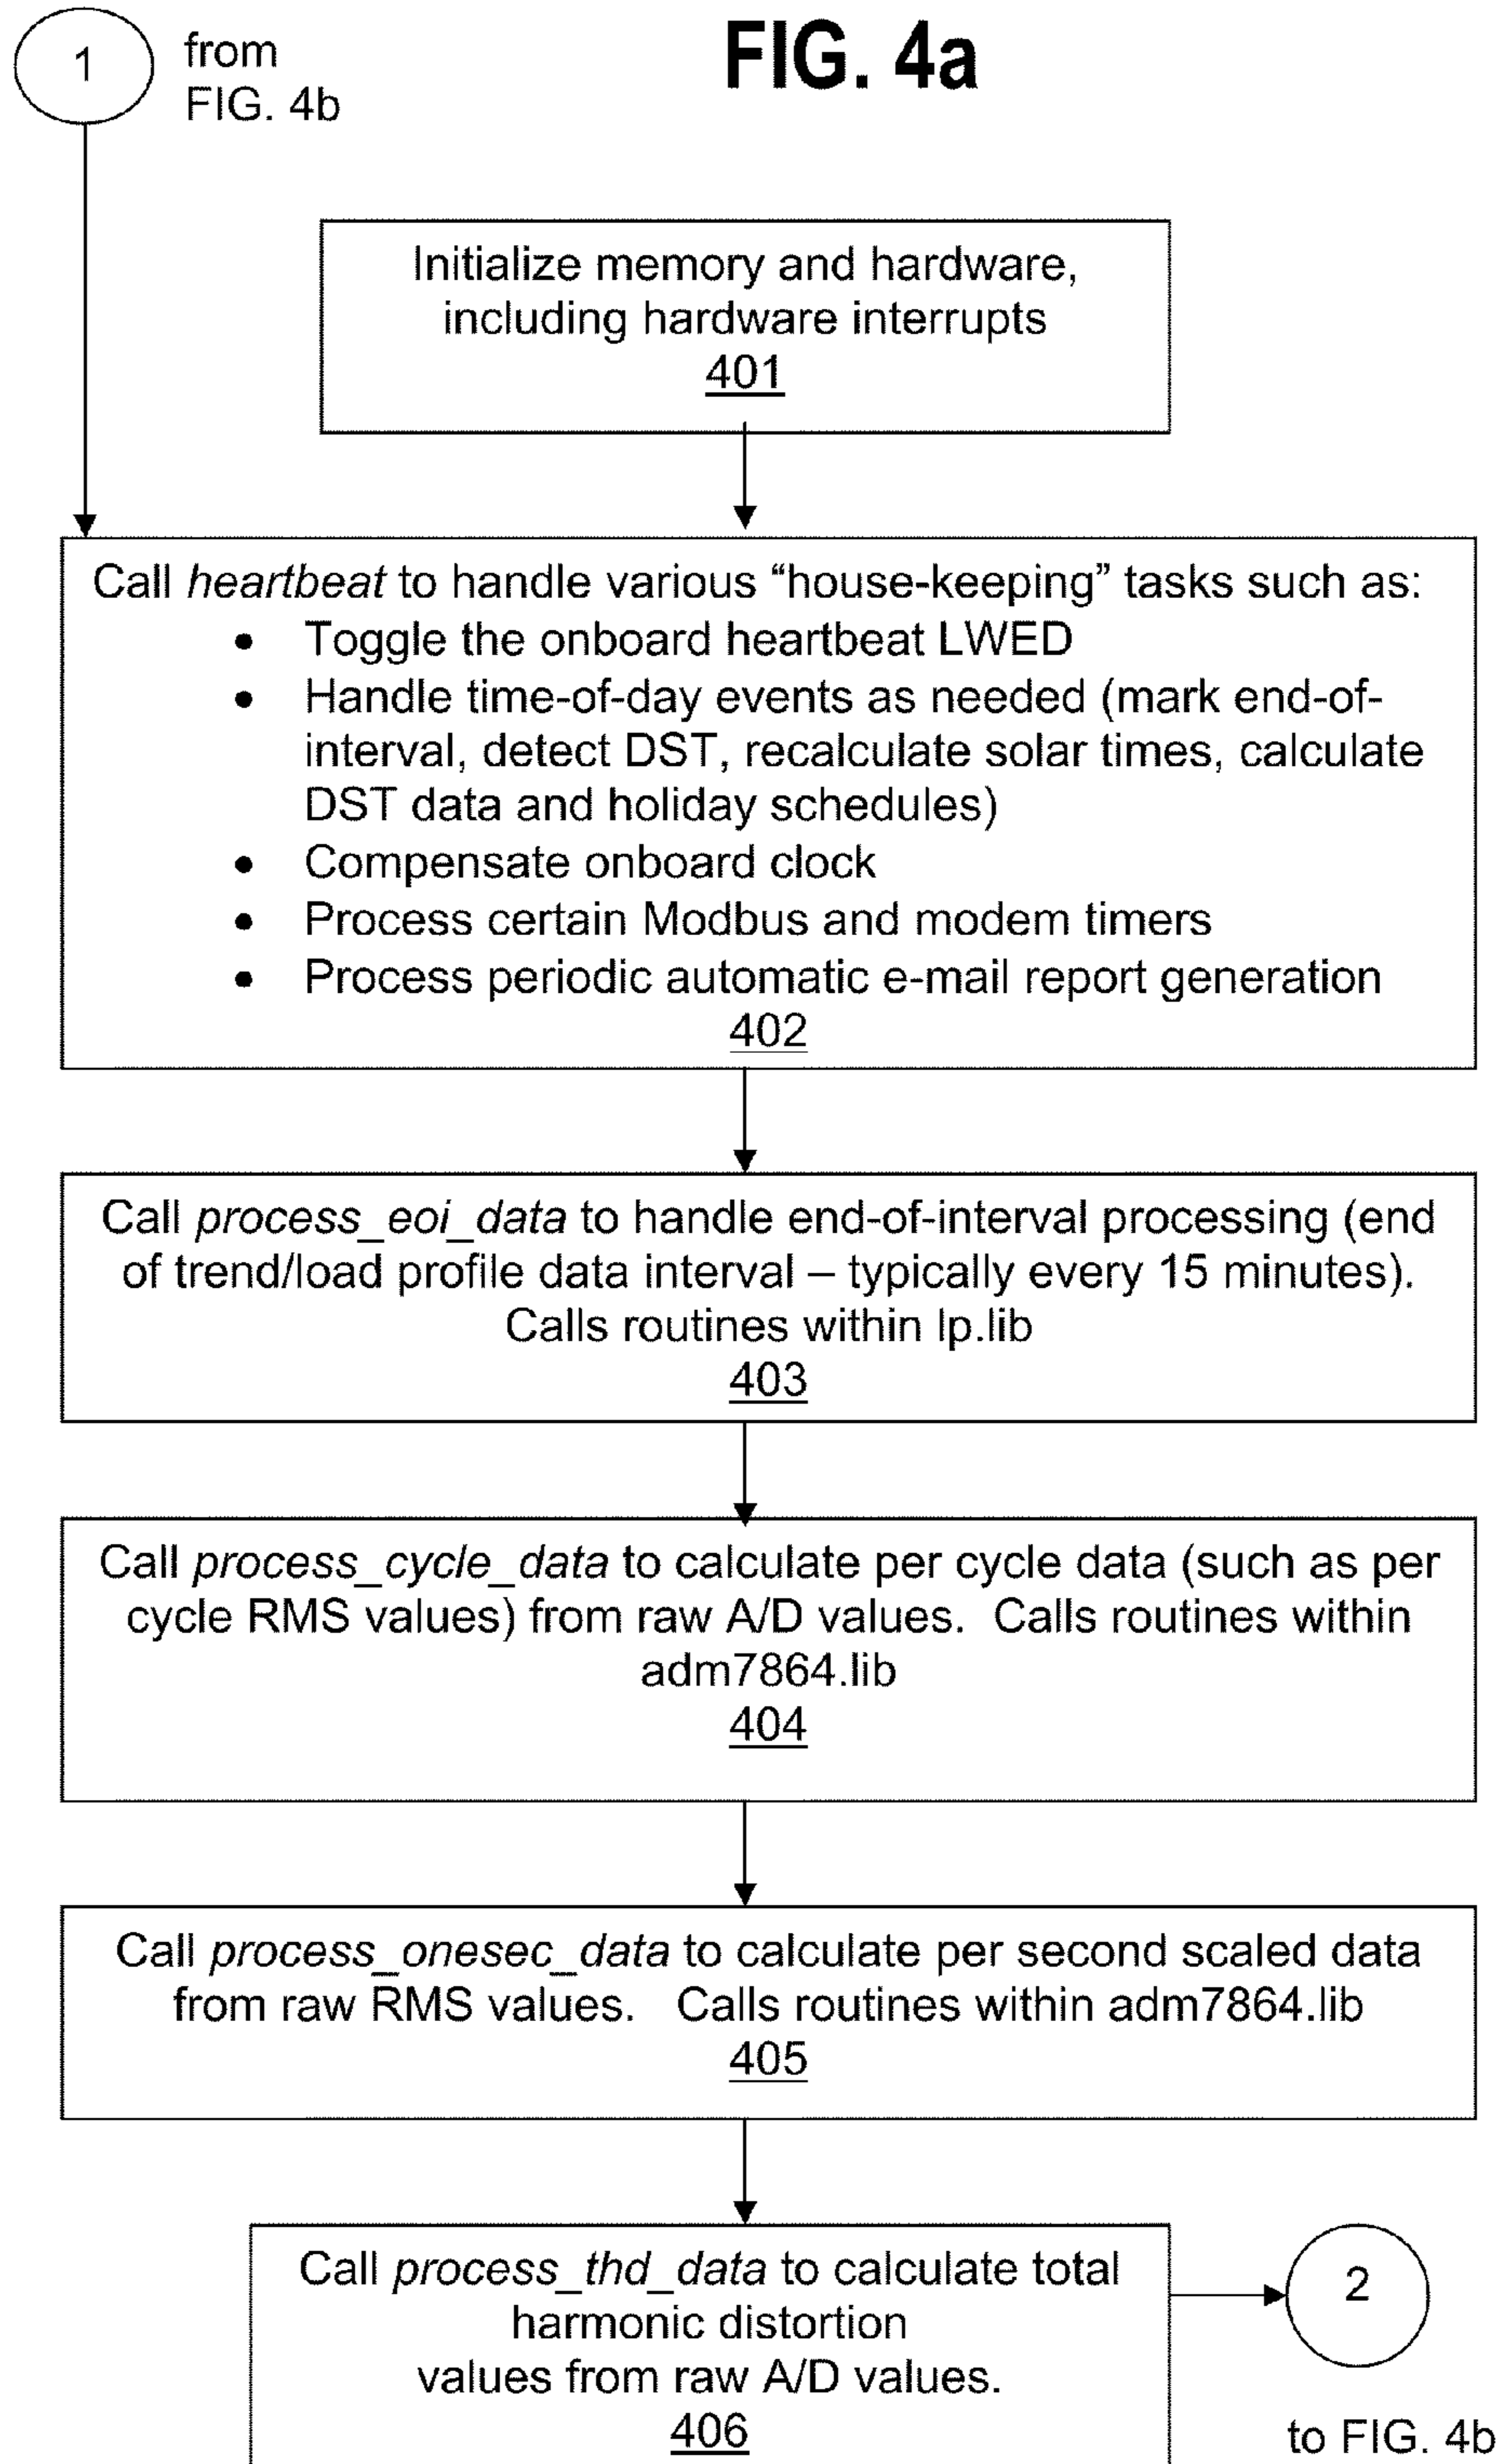 FIG. 4a
1
from
FIG. 4b
Initialize memory and hardware,
including hardware interrupts
401
Call heartbeat to handle various “house-keeping” tasks such as:
• Toggle the onboard heartbeat LWED
• Handle time-of-day events as needed (mark end-of-
interval, detect DST, recalculate solar times, calculate
DST data and holiday schedules)
• Compensate onboard clock
• Process certain Modbus and modem timers
• Process periodic automatic e-mail report generation
402
Call process_eoi_data to handle end-of-interval processing (end
of trend/load profile data interval – typically every 15 minutes).
Calls routines within lp.lib
403
Call process_cycle_data to calculate per cycle data (such as per
cycle RMS values) from raw A/D values. Calls routines within
adm7864.lib
404
Call process_onesec_data to calculate per second scaled data
from raw RMS values. Calls routines within adm7864.lib
405
Call process_thd_data to calculate total
harmonic distortion
values from raw A/D values.
406
2
to FIG. 4b